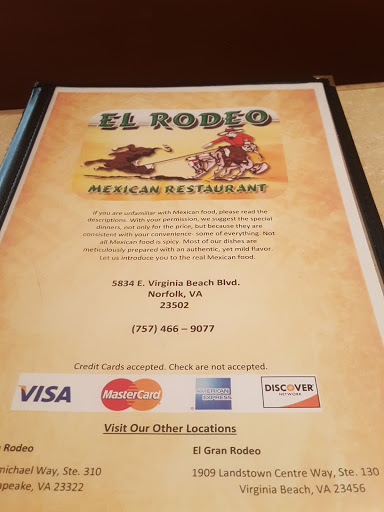 EL RODEO
MEXICAN RESTAURANT
If you are unfamiliar with Mexican food, please read the
descriptions. With your permission, we suggest the special
dinners, not only for the price, but because they are
consistent with your convenience- some of everything. Not
all Mexican food is spicy. Most of our dishes are
meticulously prepared with an authentic, yet mild flavor.
Let us introduce you to the real Mexican food.
5834 E. Virginia Beach Blvd.
Norfolk, VA
23502
(757) 466 – 9077
Credit Cards accepted. Check are not accepted.
VISA MasterCard AMERICAN EXPRESS DISCOVER NETWORK
Visit Our Other Locations
Rodeo El Gran Rodeo
michael Way, Ste. 310 1909 Landstown Centre Way, Ste. 130
apeake, VA 23322 Virginia Beach, VA 23456